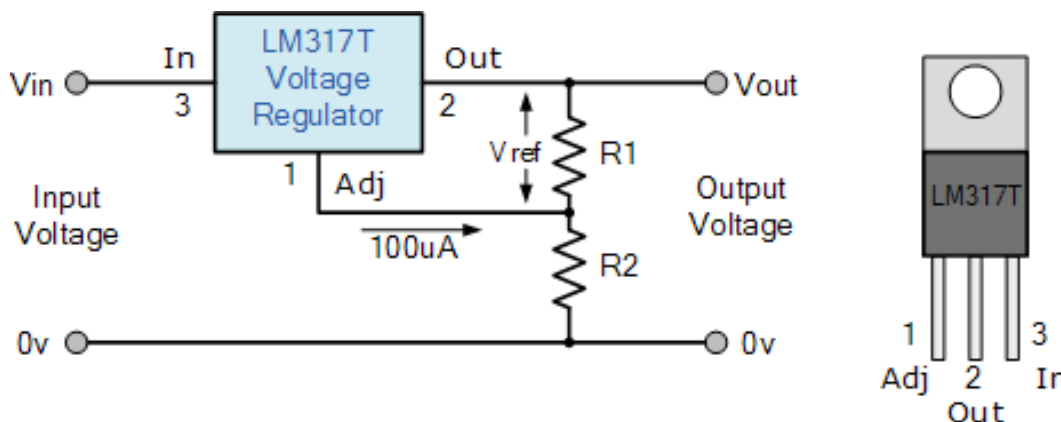 LM317T
Voltage
Regulator
In
Out
Vin
Vout
3
2
Vref
R1
1
Adj
Input
Voltage
Output
Voltage
100uA
R2
0v
0v
LM317T
1
3
Adj
2
In
Out